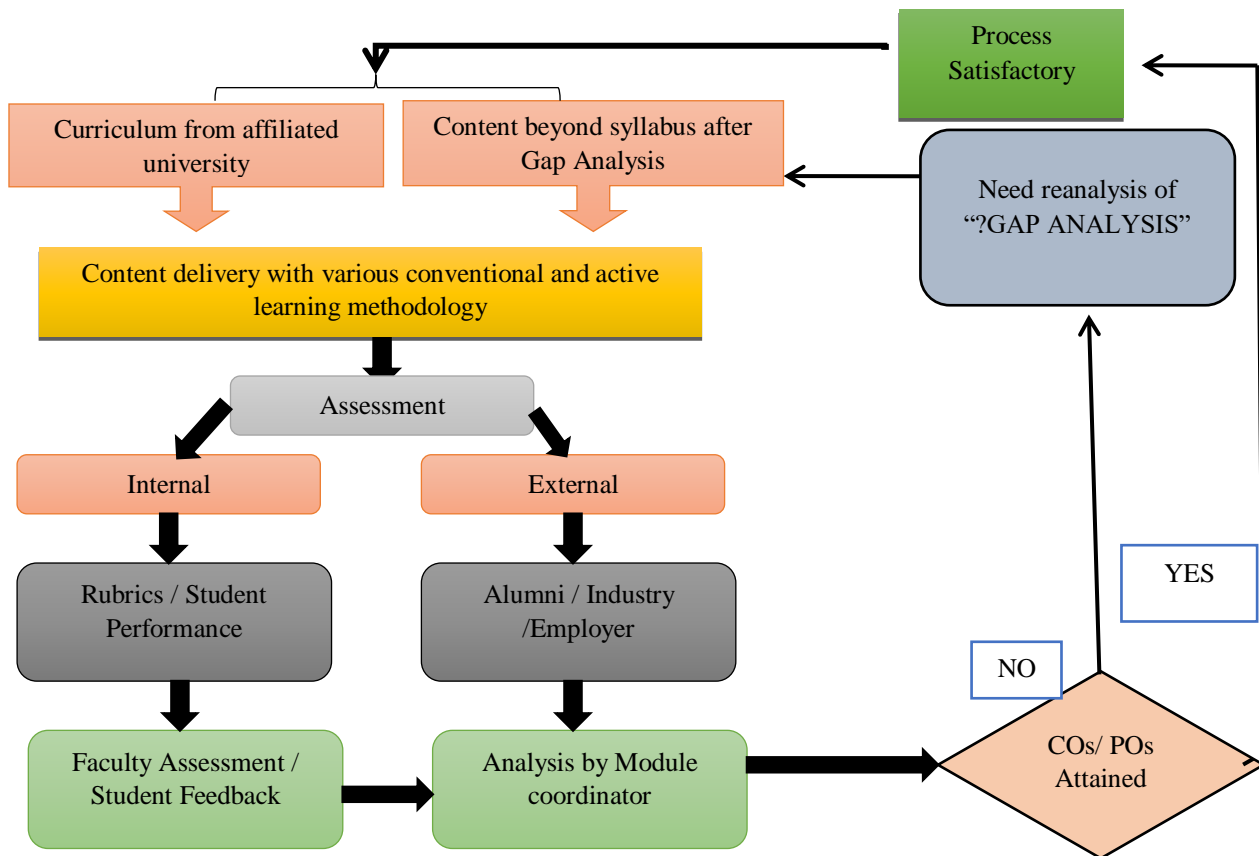 Process
Satisfactory
Curriculum from affiliated
university
Content beyond syllabus after
Gap Analysis
Need reanalysis of
“?GAP ANALYSIS”
Content delivery with various conventional and active
learning methodology
Assessment
Internal
External
Rubrics / Student
Performance
Alumni / Industry
/Employer
YES
NO
Faculty Assessment /
Student Feedback
Analysis by Module
coordinator
COs/ POs
Attained